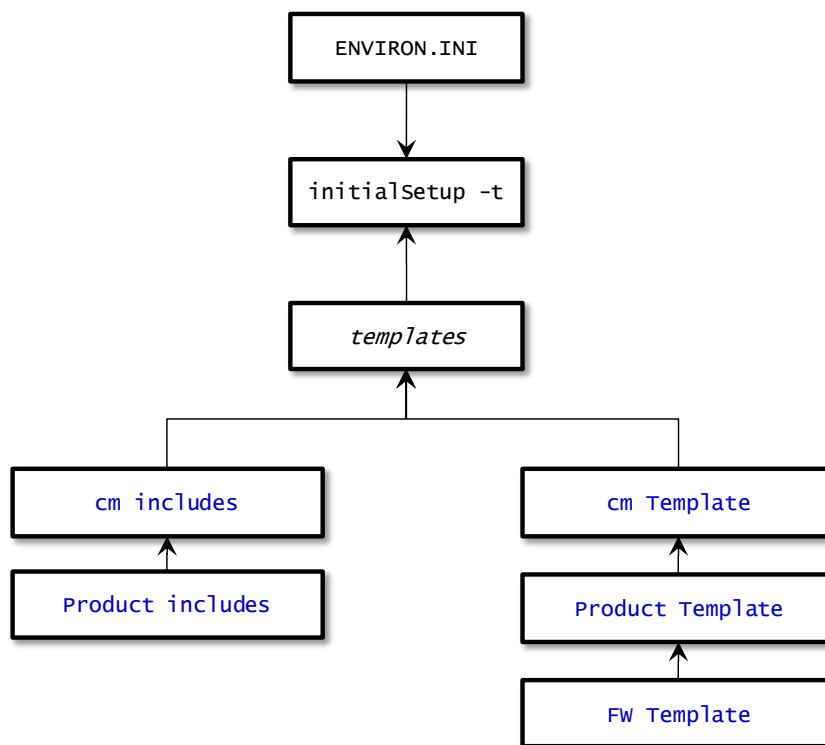 ENVIRON.INI
initialSetup -t
templates
cm includes
cm Template
Product includes
Product Template
FW Template